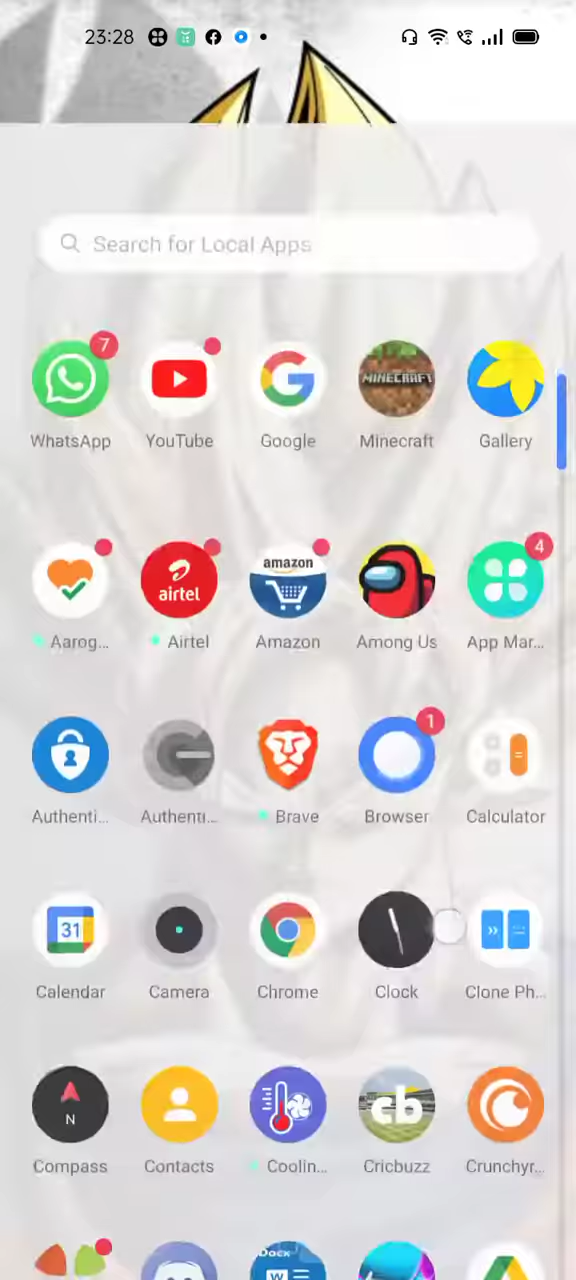 23:28
Search for Local Apps
7
MINECRAFT
WhatsApp YouTube Google Minecraft Gallery
airtel amazon 4
Aarog... Airtel Amazon Among Us App Mar...
1
Authenti... Authenti... Brave Browser Calculator
31
Calendar Camera Chrome Clock Clone Ph...
N cb
Compass Contacts Coolin... Cricbuzz Crunchyr...
Docx
W